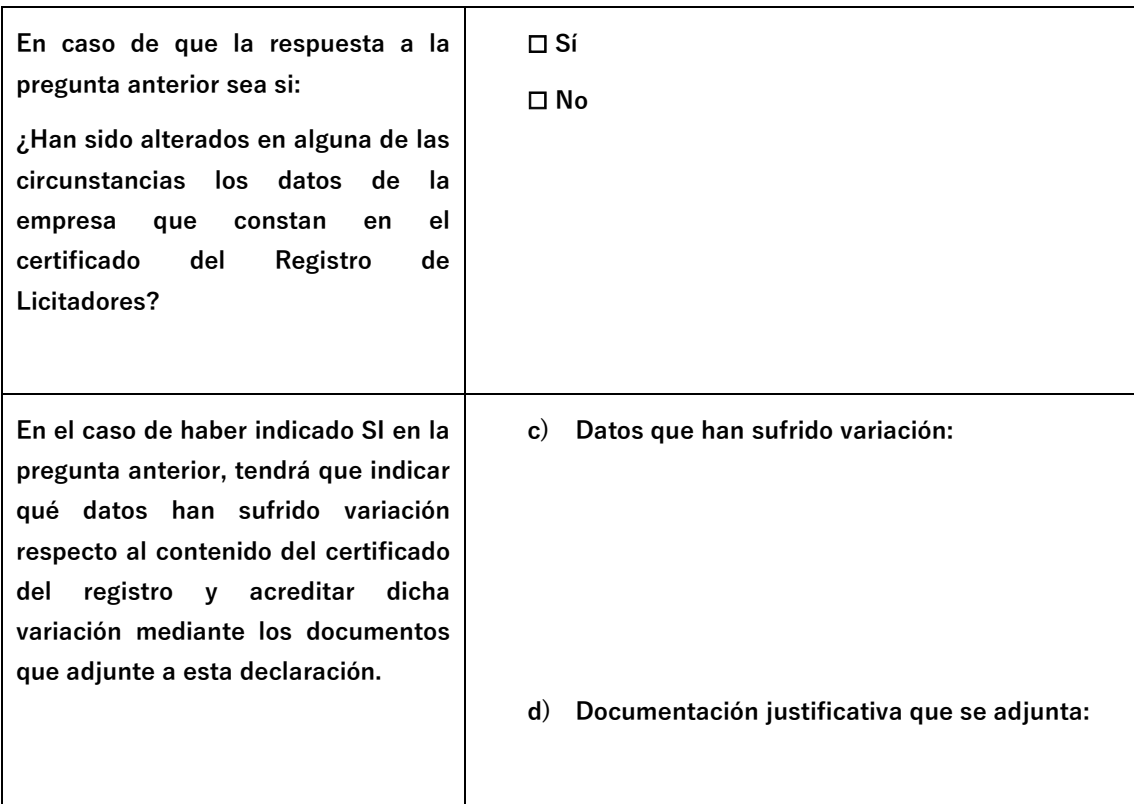 En caso de que la respuesta a la
pregunta anterior sea si:
¿Han sido alterados en alguna de las
circunstancias los datos de la
empresa que constan en el
certificado del Registro de
Licitadores?
☐ Sí
☐ No
En el caso de haber indicado SI en la
pregunta anterior, tendrá que indicar
qué datos han sufrido variación
respecto al contenido del certificado
del registro y acreditar dicha
variación mediante los documentos
que adjunte a esta declaración.
c) Datos que han sufrido variación:
d) Documentación justificativa que se adjunta: